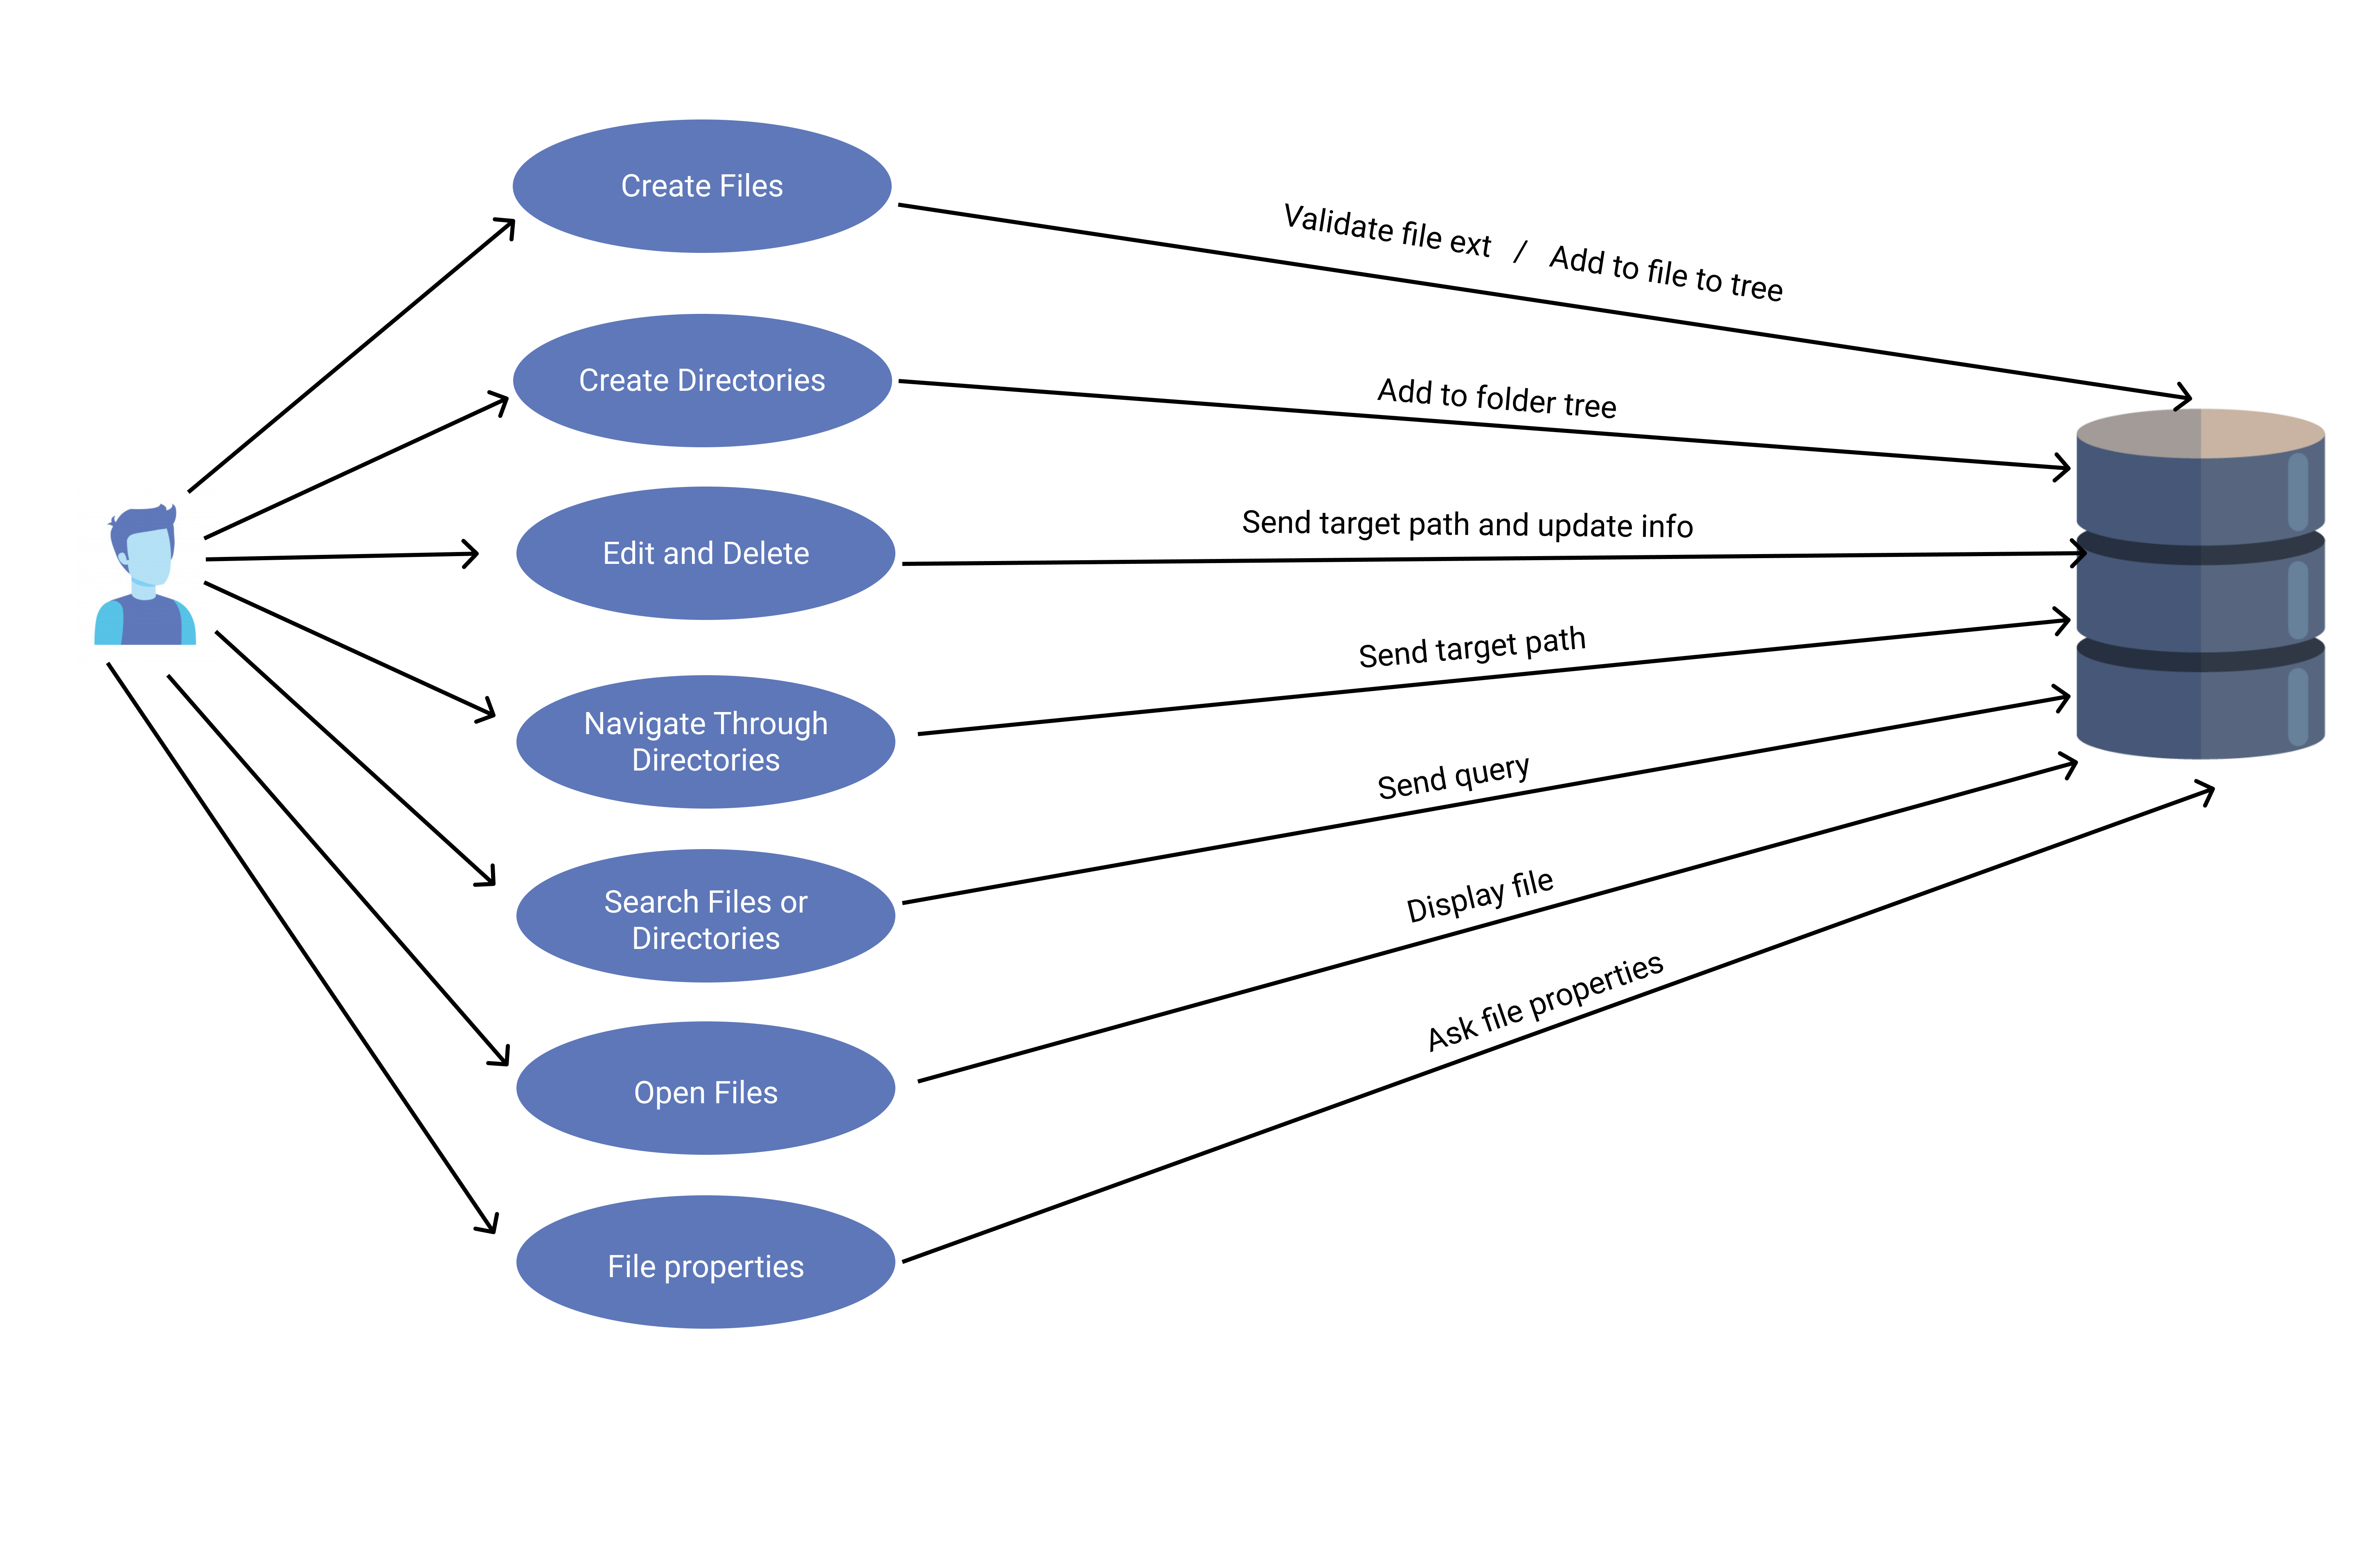 Create Files
Validate file ext / Add to file to tree
Create Directories
Add to folder tree
Edit and Delete
Send target path and update info
Navigate Through
Directories
Send target path
Search Files or
Directories
Send query
Open Files
Display file
File properties
Ask file properties